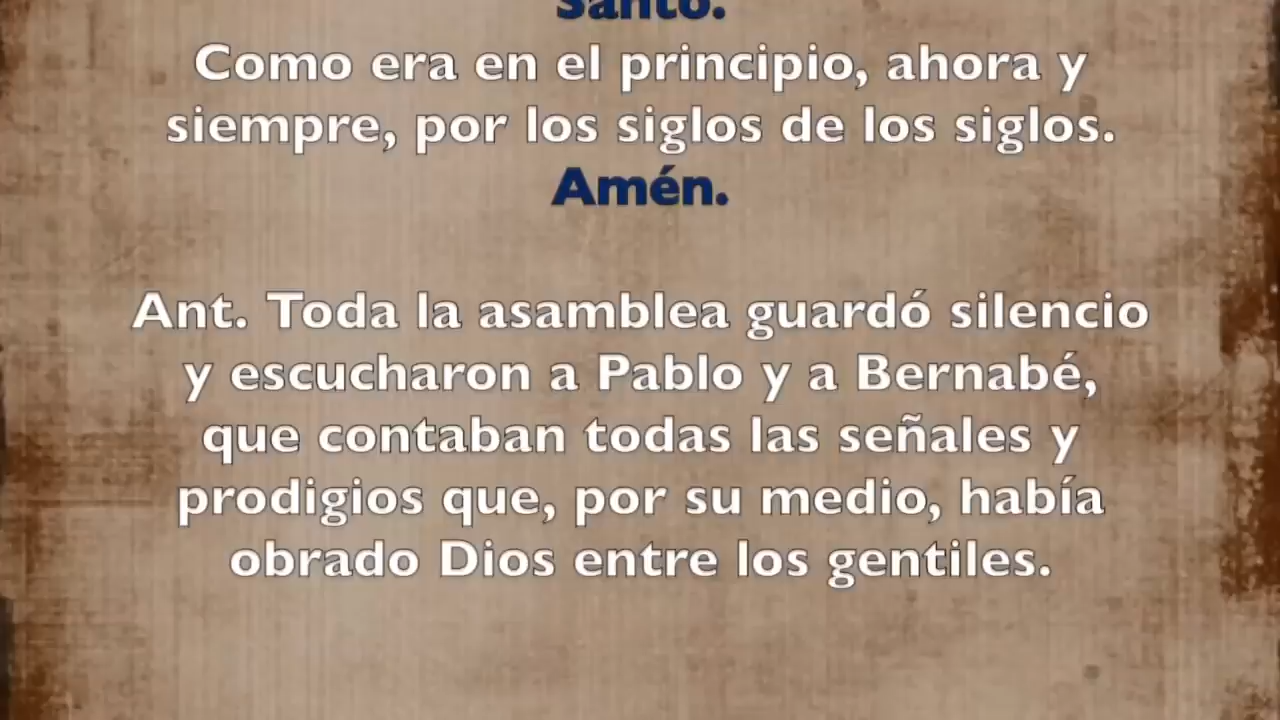 Santo.
Como era en el principio, ahora y
siempre, por los siglos de los siglos.
Amén.
Ant. Toda la asamblea guardó silencio
y escucharon a Pablo y a Bernabé,
que contaban todas las señales y
prodigios que, por su medio, había
obrado Dios entre los gentiles.